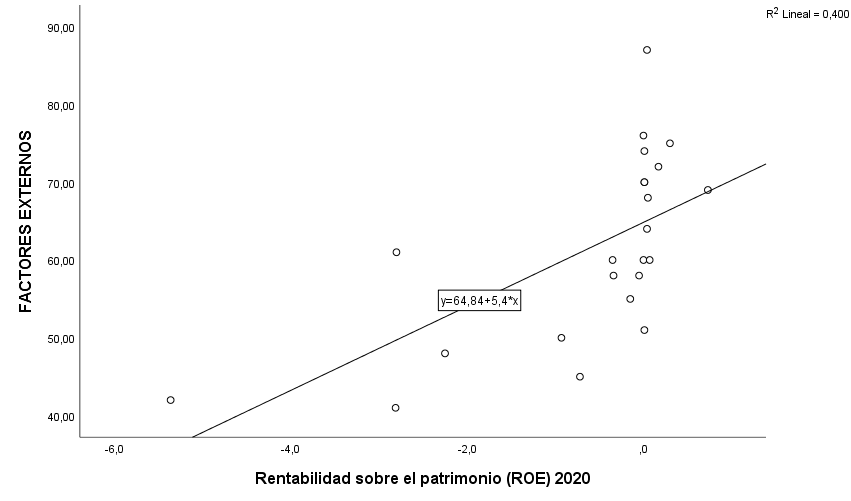 R2 Lineal = 0,400
90,00
80,00
70,00
60,00
50,00
40,00
FACTORES EXTERNOS
y=64,84+5,4*x
-6,0 -4,0 -2,0 ,0
Rentabilidad sobre el patrimonio (ROE) 2020